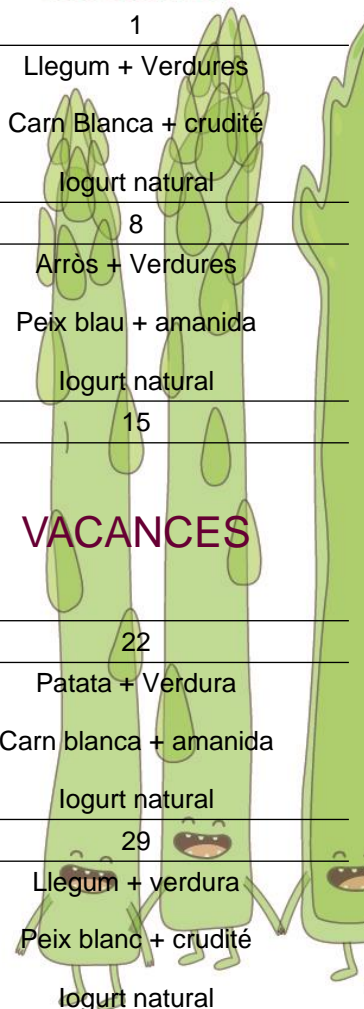 1
Llegum + Verdures
Carn Blanca + crudité
Iogurt natural
8
Arròs + Verdures
Peix blau + amanida
Iogurt natural
15
VACANCES
22
Patata + Verdura
Carn blanca + amanida
Iogurt natural
29
Llegum + verdura
Peix blanc + crudité
Iogurt natural